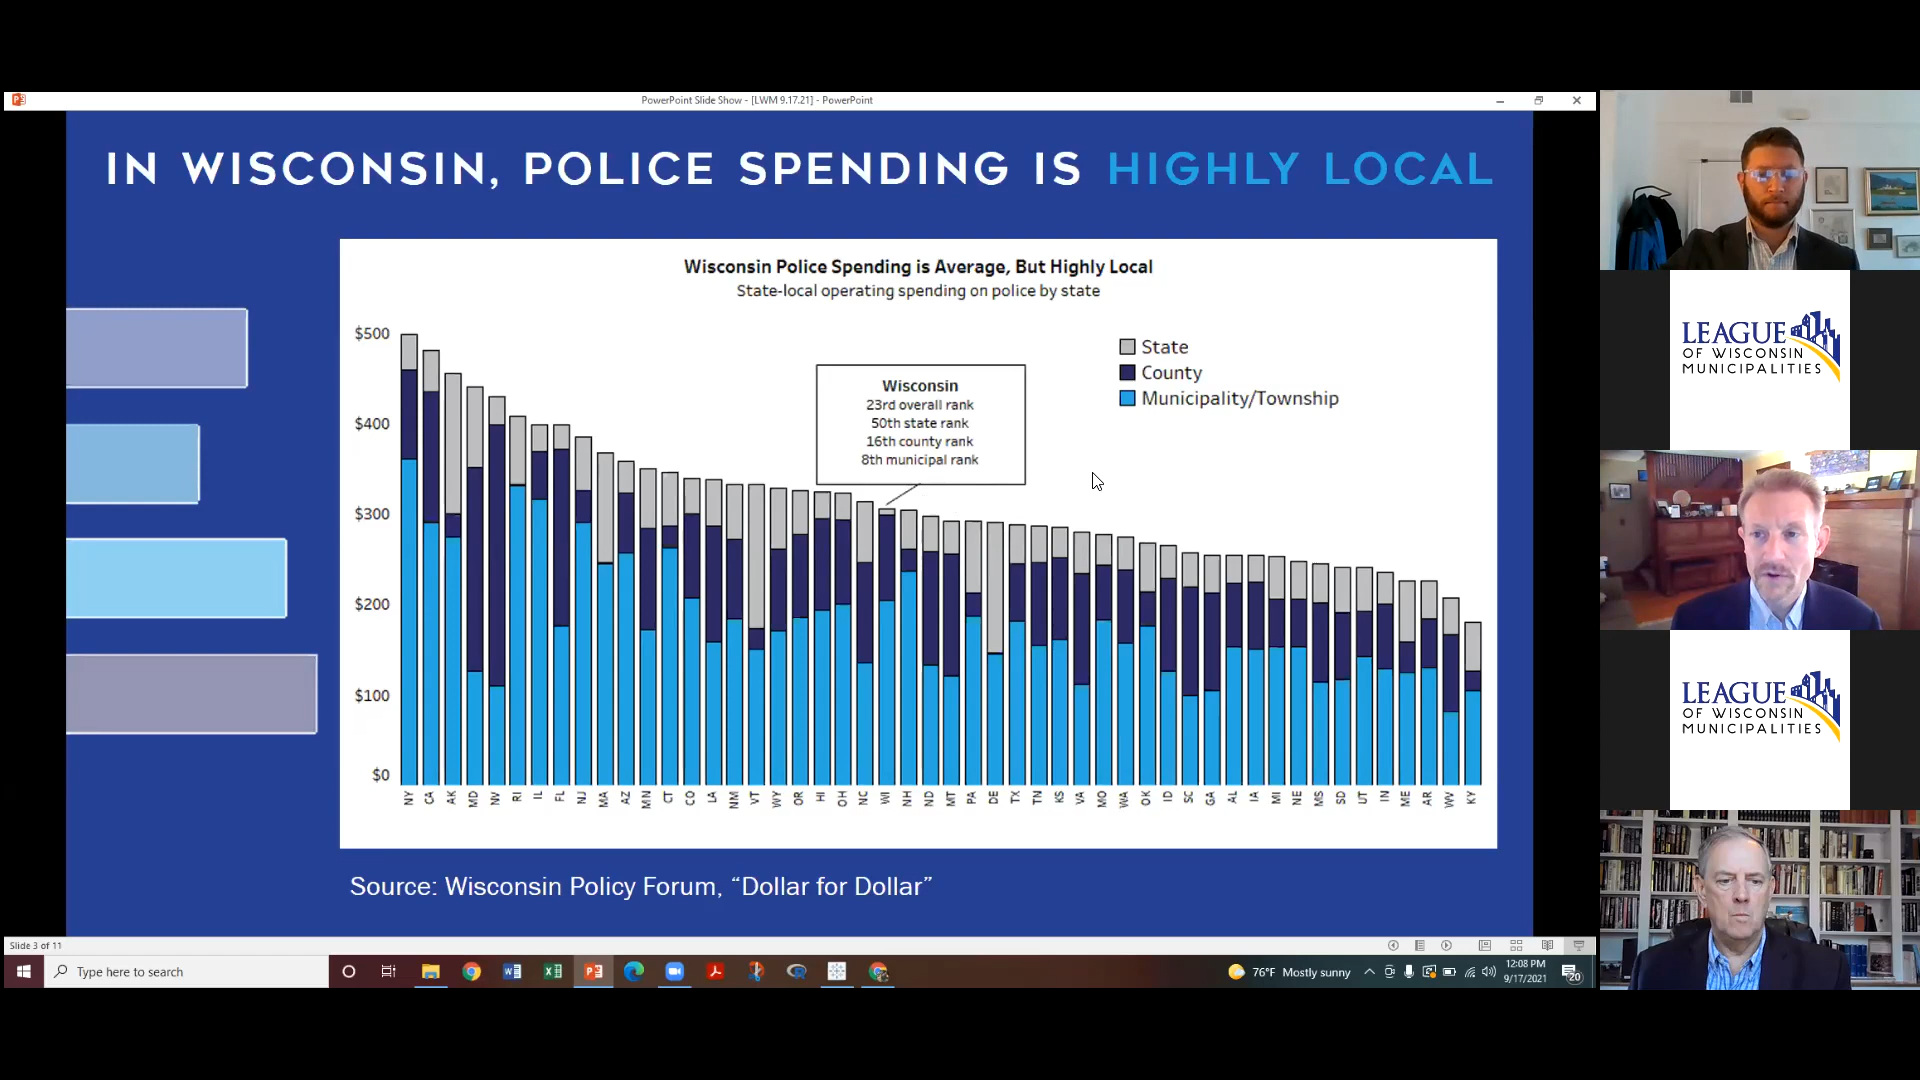 PowerPoint Slide Show - [LWM 9.17.21] - PowerPoint
IN WISCONSIN, POLICE SPENDING IS HIGHLY LOCAL
Wisconsin Police Spending is Average, But Highly Local
State-local operating spending on police by state
$500
$400
$300
$200
$100
$0
Wisconsin
23rd overall rank
50th state rank
16th county rank
8th municipal rank
State
County
Municipality/Township
NY CA AK MD NV RI IL FL NJ MA AZ MN CT CO LA NM VT WY OR HI OH NC WI NH ND MT PA DE TX TN KS VA MO WA OK ID SC GA AL IA MI NE MS SD UT IN ME AR WV KY
Source: Wisconsin Policy Forum, “Dollar for Dollar”
Slide 3 of 11
Type here to search
76°F Mostly sunny
12:08 PM
9/17/2021
20
LEAGUE
OF WISCONSIN
MUNICIPALITIES
LEAGUE
OF WISCONSIN
MUNICIPALITIES